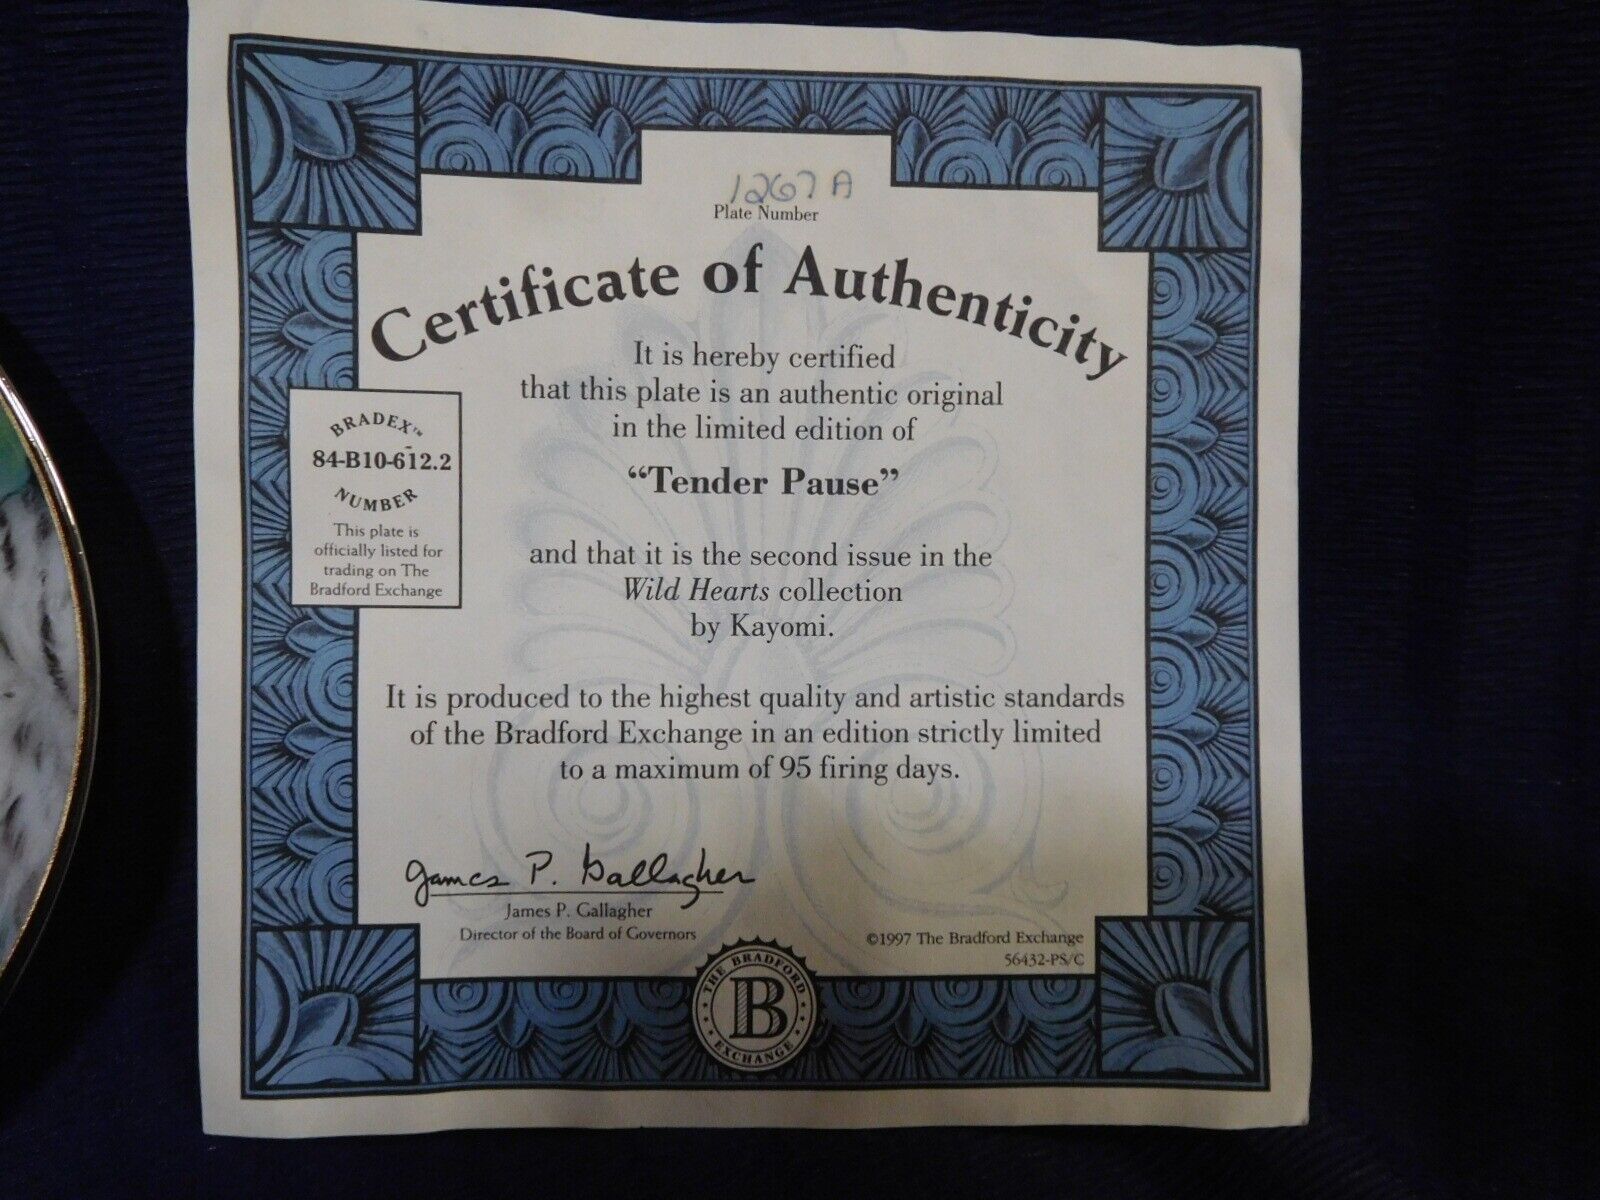 1267A
Plate Number
Certificate of Authenticity
It is hereby certified
that this plate is an authentic original
in the limited edition of
“Tender Pause”
and that it is the second issue in the
Wild Hearts collection
by Kayomi.
It is produced to the highest quality and artistic standards
of the Bradford Exchange in an edition strictly limited
to a maximum of 95 firing days.
BRADEX™
84-B10-612.2
NUMBER
This plate is
officially listed for
trading on The
Bradford Exchange
James P. Gallagher
James P. Gallagher
Director of the Board of Governors
©1997 The Bradford Exchange
56432-PS/C
THE BRADFORD
B
EXCHANGE